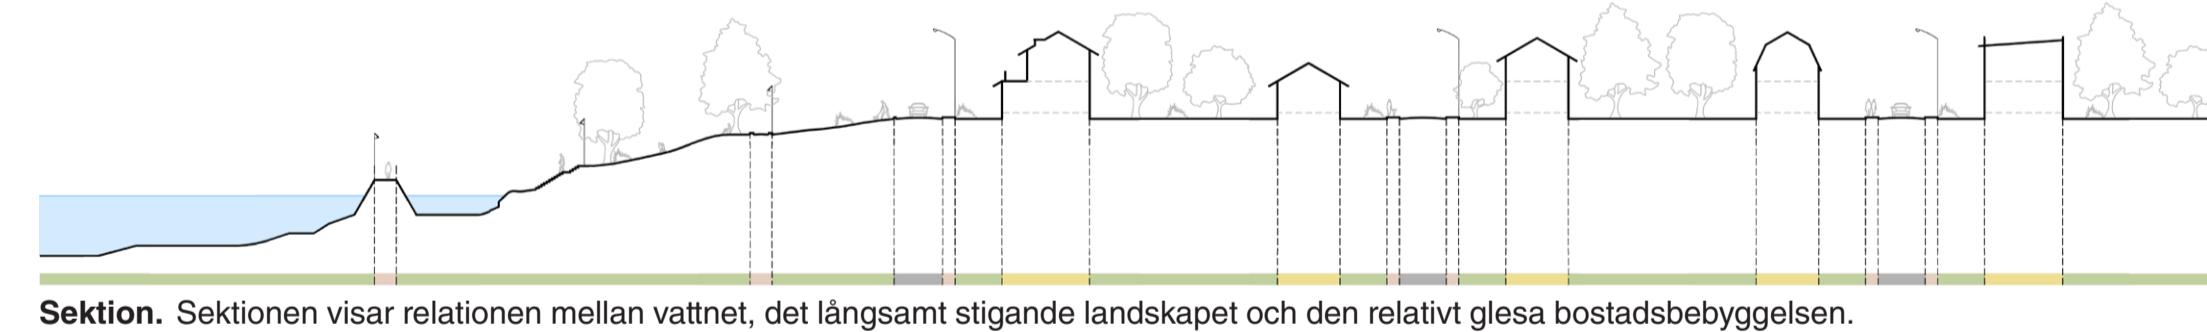 Sektion. Sektionen visar relationen mellan vattnet, det långsamt stigande landskapet och den relativt glesa bostadsbebyggelsen.